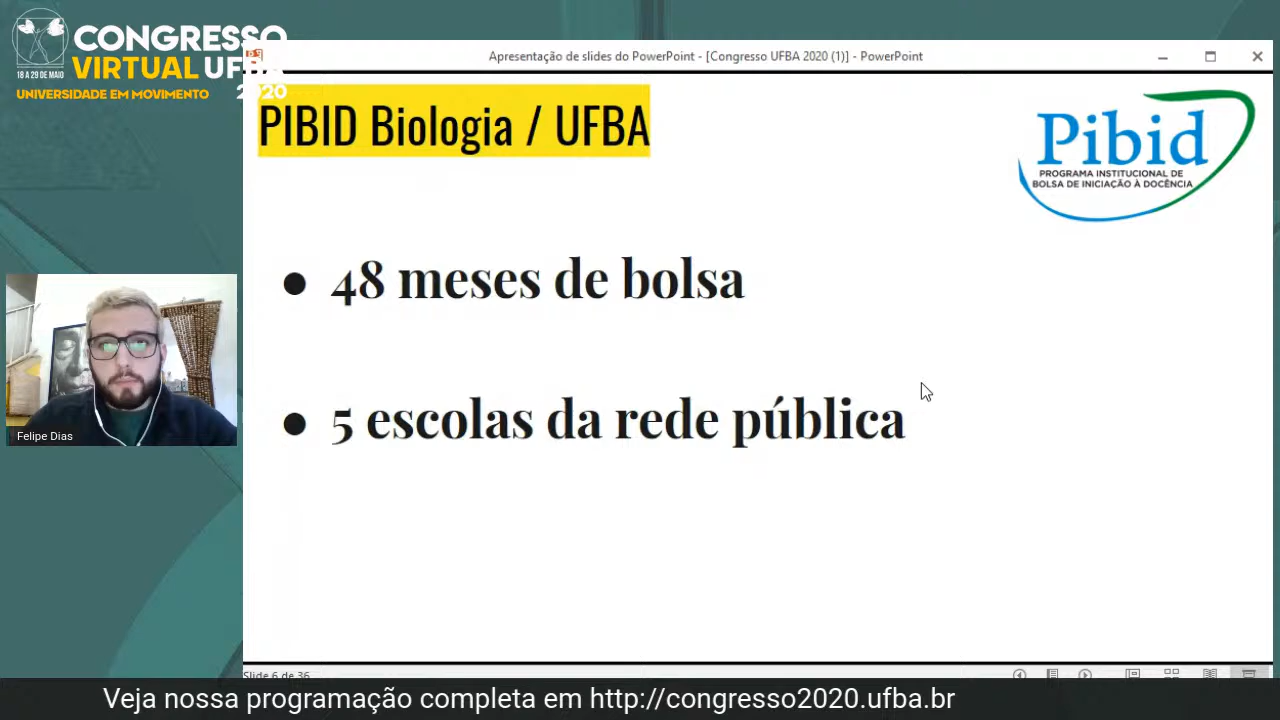 CONGRESSO
VIRTUAL UFBA
2020
18 A 29 DE MAIO
UNIVERSIDADE EM MOVIMENTO
Apresentação de slides do PowerPoint - [Congresso UFBA 2020 (1)] - PowerPoint
PIBID Biologia / UFBA
Pibid
PROGRAMA INSTITUCIONAL DE
BOLSA DE INICIAÇÃO À DOCÊNCIA
● 48 meses de bolsa
● 5 escolas da rede pública
Felipe Dias
Slide 6 de 36
Veja nossa programação completa em http://congresso2020.ufba.br